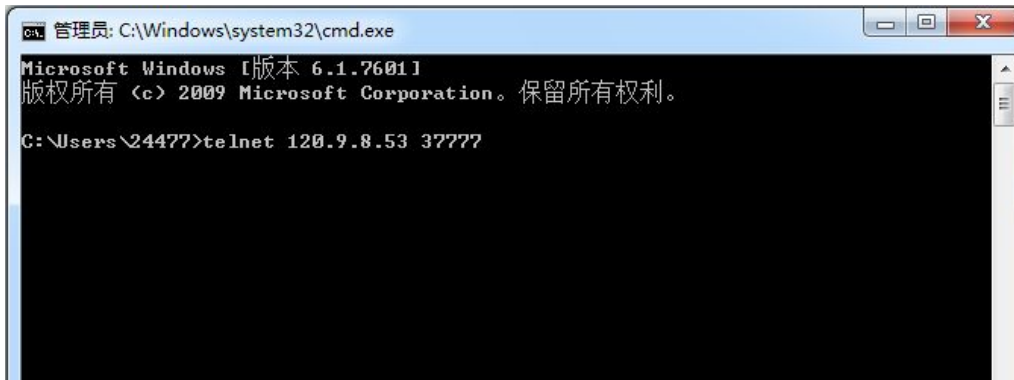 管理员: C:\Windows\system32\cmd.exe
Microsoft Windows [版本 6.1.7601]
版权所有 (c) 2009 Microsoft Corporation。保留所有权利。
C:\Users\24477>telnet 120.9.8.53 37777